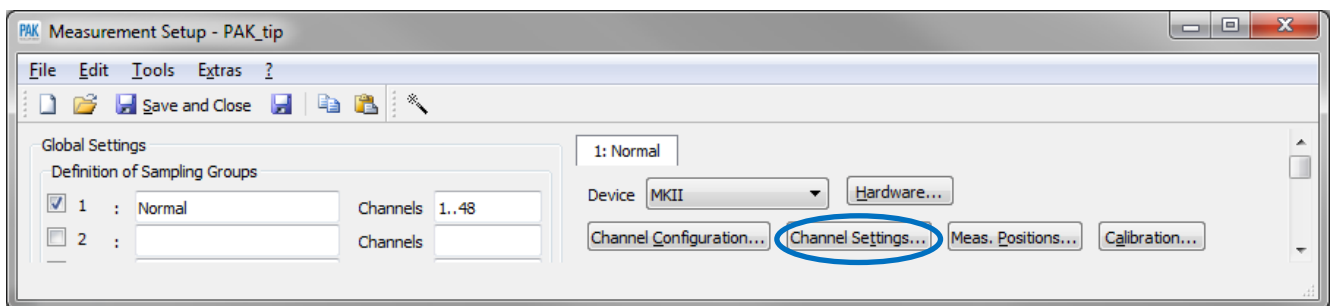 PAK Measurement Setup - PAK_tip
File Edit Tools Extras ?
Save and Close
Global Settings
Definition of Sampling Groups
1 : Normal Channels 1..48
2 : Channels
1: Normal
Device MKII Hardware...
Channel Configuration... Channel Settings... Meas. Positions... Calibration...